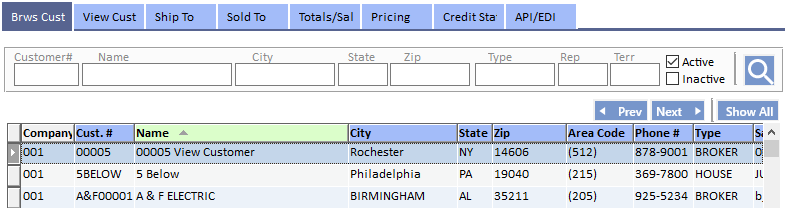 Brws Cust View Cust Ship To Sold To Totals/Sal Pricing Credit Sta API/EDI
Customer# Name City State Zip Type Rep Terr
Active
Inactive
Prev Next Show All
Company Cust. # Name City State Zip Area Code Phone # Type Sa
001 00005 00005 View Customer Rochester NY 14606 (512) 878-9001 BROKER
001 5BELOW 5 Below Philadelphia PA 19040 (215) 369-7800 HOUSE JU
001 A&F00001 A & F ELECTRIC BIRMINGHAM AL 35211 (205) 925-5234 BROKER b_